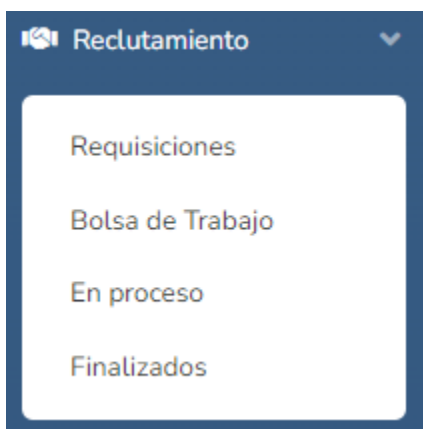 Reclutamiento
Requisiciones
Bolsa de Trabajo
En proceso
Finalizados